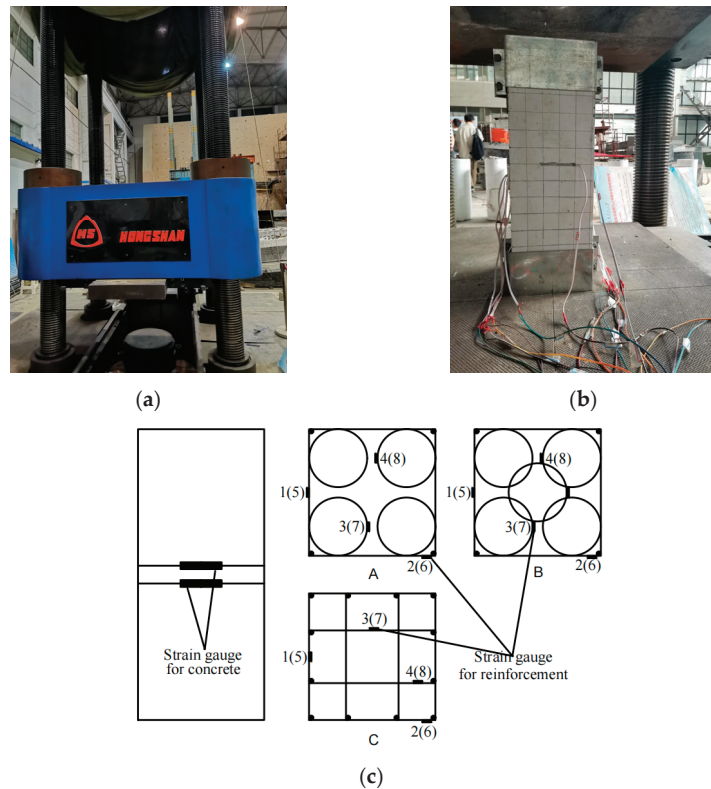 MS HONGSHAN
(a)
(b)
4(8)
4(8)
1(5)
1(5)
3(7)
3(7)
2(6)
2(6)
A
B
3(7)
Strain gauge
for concrete
1(5)
Strain gauge
for reinforcement
4(8)
2(6)
C
(c)